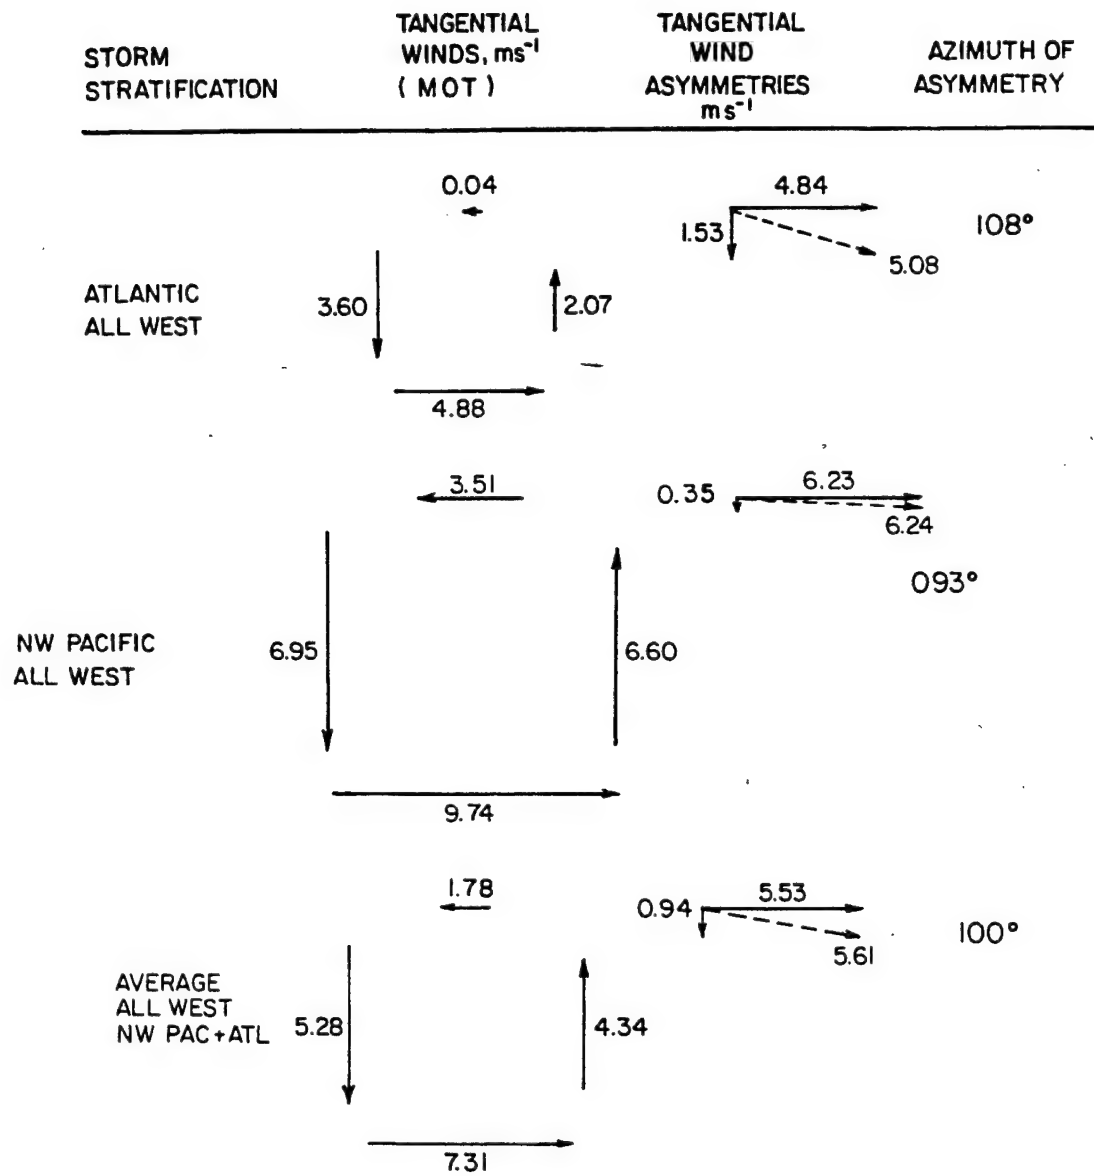 STORM
STRATIFICATION
TANGENTIAL
WINDS, ms⁻¹
(MOT)
TANGENTIAL
WIND
ASYMMETRIES
ms⁻¹
AZIMUTH OF
ASYMMETRY
ATLANTIC
ALL WEST
0.04
3.60
2.07
4.88
4.84
1.53
5.08
108°
NW PACIFIC
ALL WEST
3.51
6.95
6.60
9.74
0.35
6.23
6.24
093°
AVERAGE
ALL WEST
NW PAC+ATL
1.78
5.28
4.34
7.31
0.94
5.53
5.61
100°